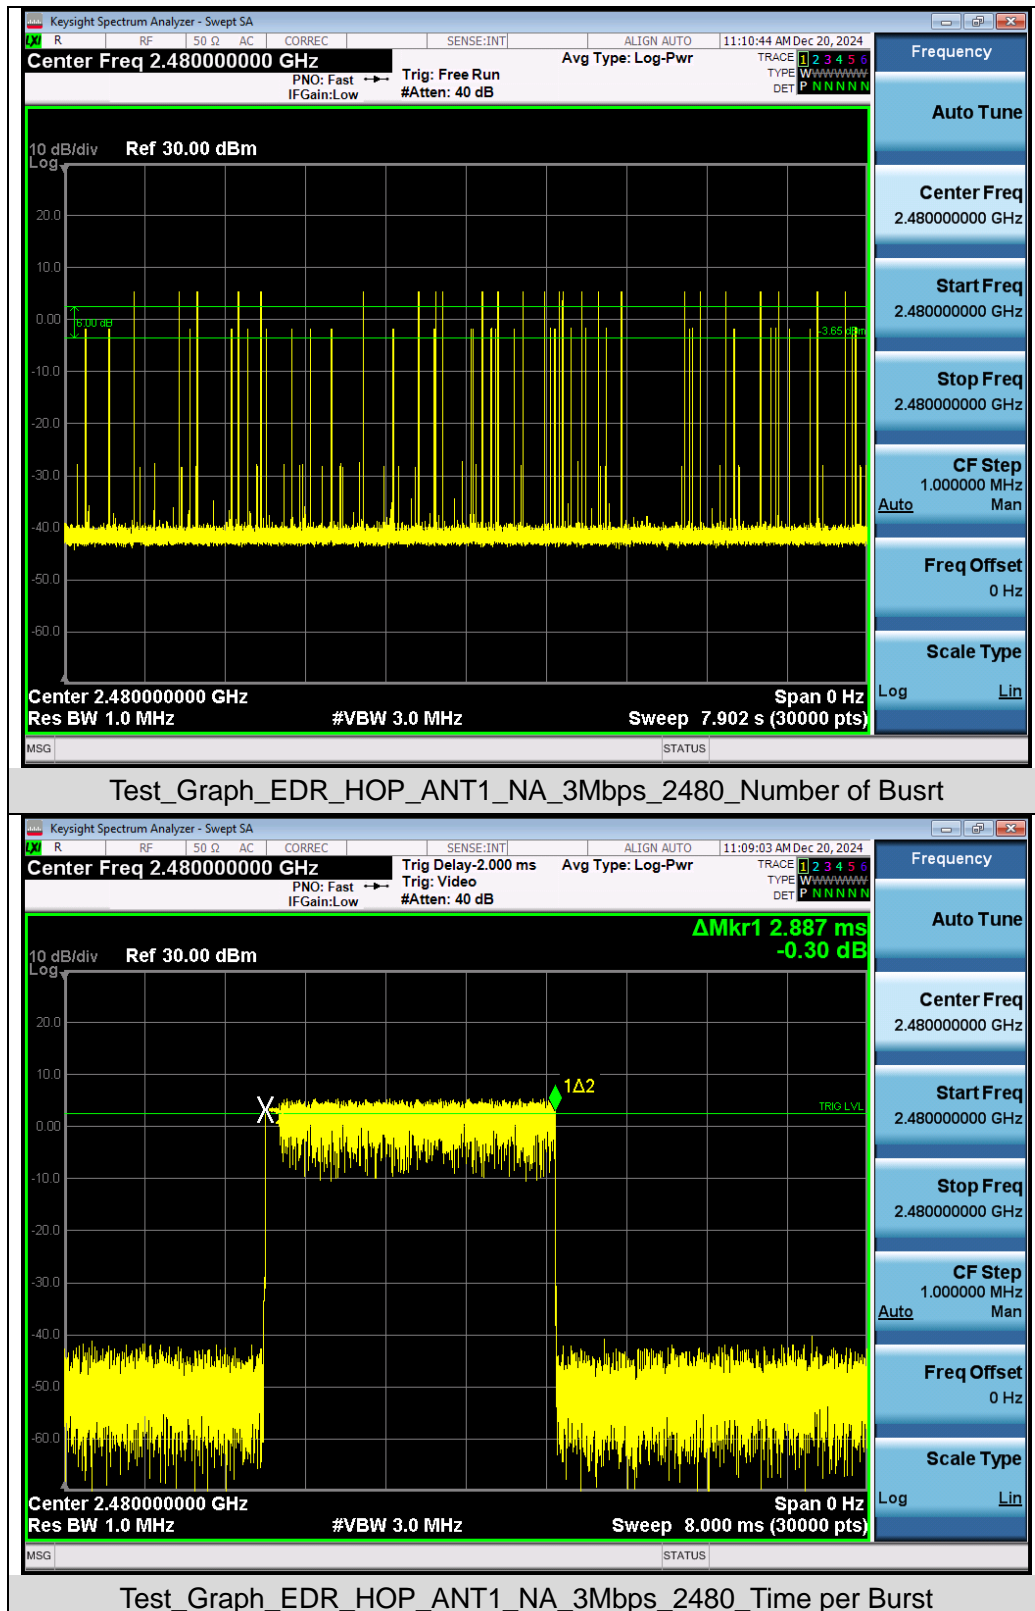 Keysight Spectrum Analyzer - Swept SA
LXI R RF 50 Ω AC CORREC SENSE:INT ALIGN AUTO 11:10:44 AM Dec 20, 2024
Center Freq 2.480000000 GHz
PNO: Fast
IFGain:Low
Trig: Free Run
#Atten: 40 dB
Avg Type: Log-Pwr
TRACE 1 2 3 4 5 6
TYPE WWWWWW
DET P N N N N N
10 dB/div
Log
Ref 30.00 dBm
20.0
10.0
0.00
6.00 dB
-3.65 dBm
-10.0
-20.0
-30.0
-40.0
-50.0
-60.0
Center 2.480000000 GHz
Span 0 Hz
Res BW 1.0 MHz
#VBW 3.0 MHz
Sweep 7.902 s (30000 pts)
MSG
STATUS
Frequency
Auto Tune
Center Freq
2.480000000 GHz
Start Freq
2.480000000 GHz
Stop Freq
2.480000000 GHz
CF Step
1.000000 MHz
Auto Man
Freq Offset
0 Hz
Scale Type
Log Lin
Test_Graph_EDR_HOP_ANT1_NA_3Mbps_2480_Number of Busrt
Keysight Spectrum Analyzer - Swept SA
LXI R RF 50 Ω AC CORREC SENSE:INT ALIGN AUTO 11:09:03 AM Dec 20, 2024
Center Freq 2.480000000 GHz
PNO: Fast
IFGain:Low
Trig Delay-2.000 ms
Trig: Video
#Atten: 40 dB
Avg Type: Log-Pwr
TRACE 1 2 3 4 5 6
TYPE WWWWWW
DET P N N N N N
ΔMkr1 2.887 ms
-0.30 dB
10 dB/div
Log
Ref 30.00 dBm
20.0
10.0
1Δ2
TRIG LVL
0.00
-10.0
-20.0
-30.0
-40.0
-50.0
-60.0
Center 2.480000000 GHz
Span 0 Hz
Res BW 1.0 MHz
#VBW 3.0 MHz
Sweep 8.000 ms (30000 pts)
MSG
STATUS
Frequency
Auto Tune
Center Freq
2.480000000 GHz
Start Freq
2.480000000 GHz
Stop Freq
2.480000000 GHz
CF Step
1.000000 MHz
Auto Man
Freq Offset
0 Hz
Scale Type
Log Lin
Test_Graph_EDR_HOP_ANT1_NA_3Mbps_2480_Time per Burst